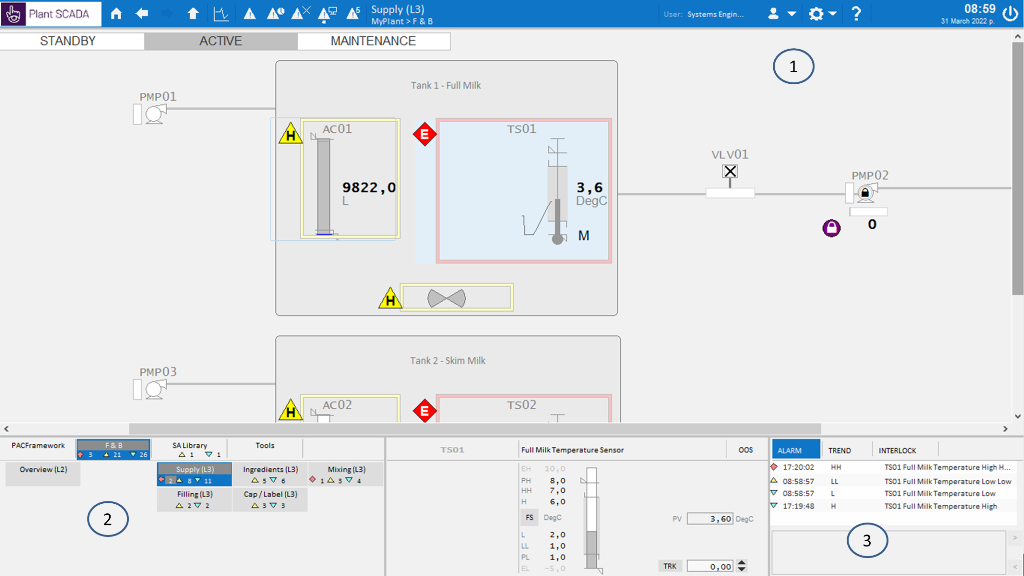 Plant SCADA
5
Supply (L3)
MyPlant > F & B
User: Systems Engin...
?
08:59
31 March 2022 р.
STANDBY
ACTIVE
MAINTENANCE
1
Tank 1 - Full Milk
PMP01
H
AC01
9822,0
L
E
TS01
3,6
DegC
M
H
VLV01
PMP02
0
Tank 2 - Skim Milk
PMP03
H
AC02
E
TS02
PACFramework
F & B
3 21 26
SA Library
1 1
Tools
Overview (L2)
Supply (L3)
2 8 11
Ingredients (L3)
5 6
Mixing (L3)
1 3 4
Filling (L3)
2 2
Cap / Label (L3)
3 3
2
TS01
Full Milk Temperature Sensor
OOS
EH 10,0
PH 8,0
HH 7,0
H 6,0
FS DegC
L 2,0
LL 1,0
PL 1,0
EL -5,0
PV 3,60 DegC
TRK 0,00
ALARM
TREND
INTERLOCK
17:20:02 HH TS01 Full Milk Temperature High H...
08:58:57 LL TS01 Full Milk Temperature Low Low
08:58:57 L TS01 Full Milk Temperature Low
17:19:48 H TS01 Full Milk Temperature High
3